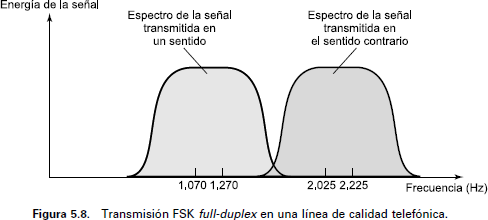 Energía de la señal
Espectro de la señal
transmitida en
un sentido
Espectro de la señal
transmitida en
el sentido contrario
1,070 1,270
2,025 2,225
Frecuencia (Hz)
Figura 5.8. Transmisión FSK full-duplex en una línea de calidad telefónica.